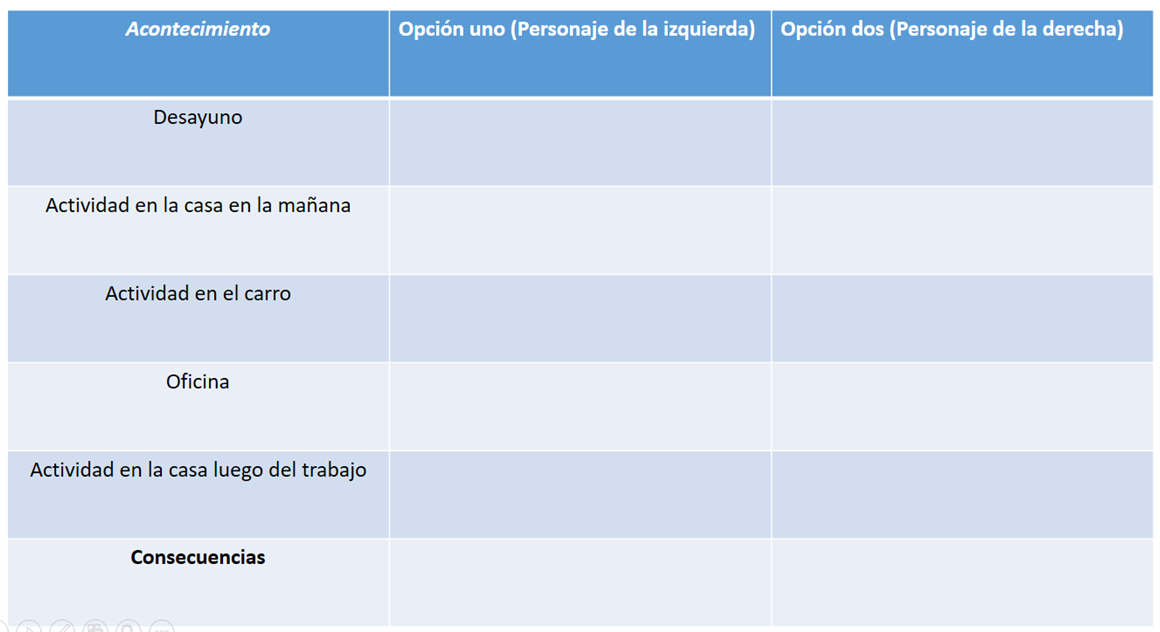 Acontecimiento
Opción uno (Personaje de la izquierda)
Opción dos (Personaje de la derecha)
Desayuno
Actividad en la casa en la mañana
Actividad en el carro
Oficina
Actividad en la casa luego del trabajo
Consecuencias